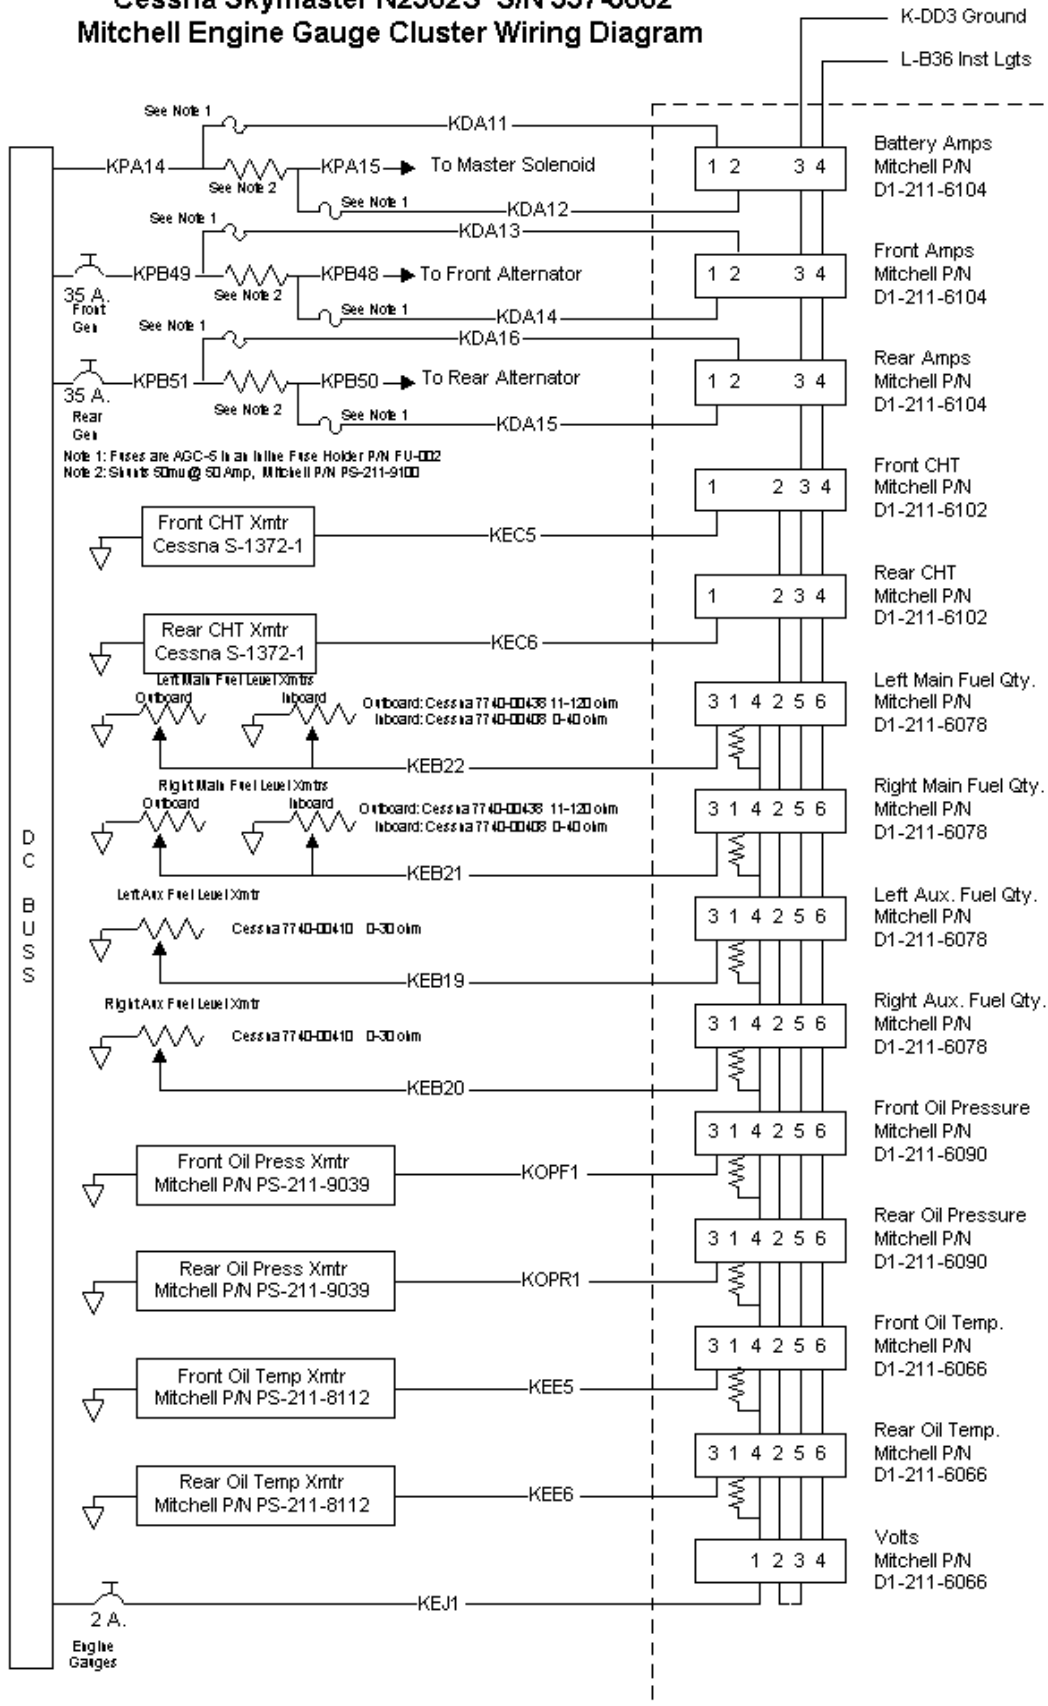 Mitchell Engine Gauge Cluster Wiring Diagram
K-DD3 Ground
L-B36 Inst Lgts
See Note 1
KDA11
Battery Amps
Mitchell P/N
D1-211-6104
1 2 3 4
KPA14
KPA15
To Master Solenoid
See Note 2
See Note 1
KDA12
See Note 1
KDA13
Front Amps
Mitchell P/N
D1-211-6104
1 2 3 4
KPB49
KPB48
To Front Alternator
35 A.
Front
Gen
See Note 2
See Note 1
KDA14
See Note 1
KDA16
Rear Amps
Mitchell P/N
D1-211-6104
1 2 3 4
KPB51
KPB50
To Rear Alternator
35 A.
Rear
Gen
See Note 2
See Note 1
KDA15
Note 1: Fuses are AGC-5 in an Inline Fuse Holder P/N FU-002
Note 2: Shunts 50mu@ 50 Amp, Mitchell P/N PS-211-9100
Front CHT
Mitchell P/N
D1-211-6102
1 2 3 4
Front CHT Xmtr
Cessna S-1372-1
KEC5
Rear CHT
Mitchell P/N
D1-211-6102
1 2 3 4
Rear CHT Xmtr
Cessna S-1372-1
KEC6
Left Main Fuel Level Xmtrs
Outboard
Inboard
Outboard: Cessna 7740-00438 11-120 ohm
Inboard: Cessna 7740-00408 0-40 ohm
KEB22
3 1 4 2 5 6
Left Main Fuel Qty.
Mitchell P/N
D1-211-6078
Right Main Fuel Level Xmtrs
Outboard
Inboard
Outboard: Cessna 7740-00438 11-120 ohm
Inboard: Cessna 7740-00408 0-40 ohm
KEB21
3 1 4 2 5 6
Right Main Fuel Qty.
Mitchell P/N
D1-211-6078
DC BUSS
Left Aux Fuel Level Xmtr
Cessna 7740-00410 0-30 ohm
KEB19
3 1 4 2 5 6
Left Aux. Fuel Qty.
Mitchell P/N
D1-211-6078
Right Aux Fuel Level Xmtr
Cessna 7740-00410 0-30 ohm
KEB20
3 1 4 2 5 6
Right Aux. Fuel Qty.
Mitchell P/N
D1-211-6078
Front Oil Press Xmtr
Mitchell P/N PS-211-9039
KOPF1
3 1 4 2 5 6
Front Oil Pressure
Mitchell P/N
D1-211-6090
Rear Oil Press Xmtr
Mitchell P/N PS-211-9039
KOPR1
3 1 4 2 5 6
Rear Oil Pressure
Mitchell P/N
D1-211-6090
Front Oil Temp Xmtr
Mitchell P/N PS-211-8112
KEE5
3 1 4 2 5 6
Front Oil Temp.
Mitchell P/N
D1-211-6066
Rear Oil Temp Xmtr
Mitchell P/N PS-211-8112
KEE6
3 1 4 2 5 6
Rear Oil Temp.
Mitchell P/N
D1-211-6066
1 2 3 4
Volts
Mitchell P/N
D1-211-6066
KEJ1
2 A.
Engine
Gauges